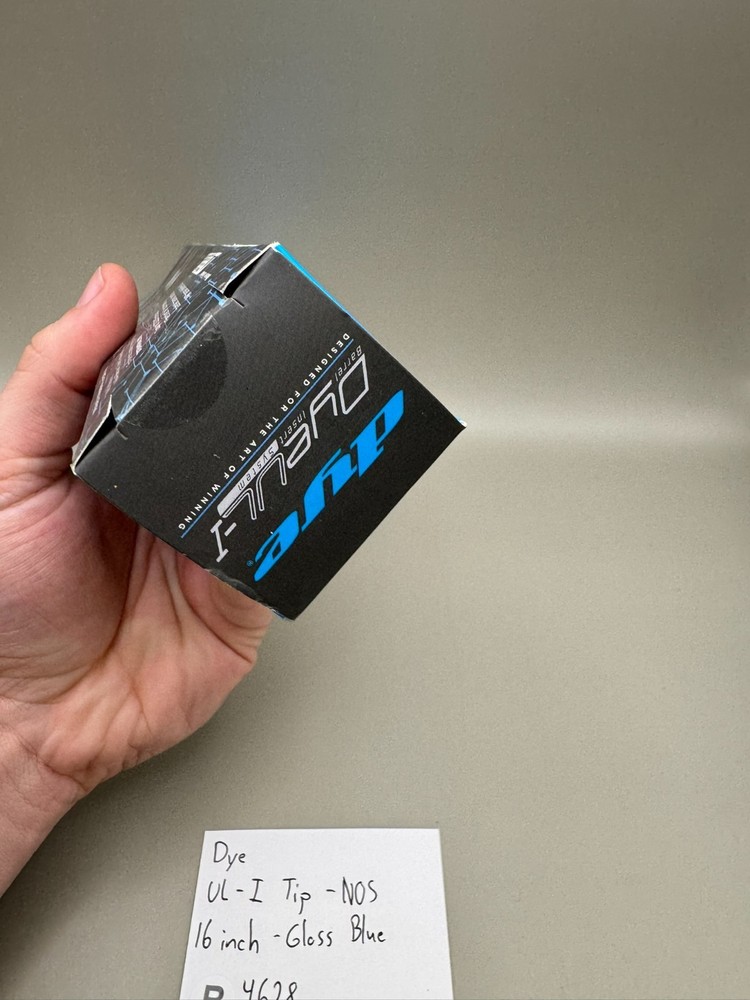 dye®
Barrel Insert System
DyeUL-I
DESIGNED FOR THE ART OF WINNING
Dye
UL-I Tip -NOS
16 inch -Gloss Blue
R 4628